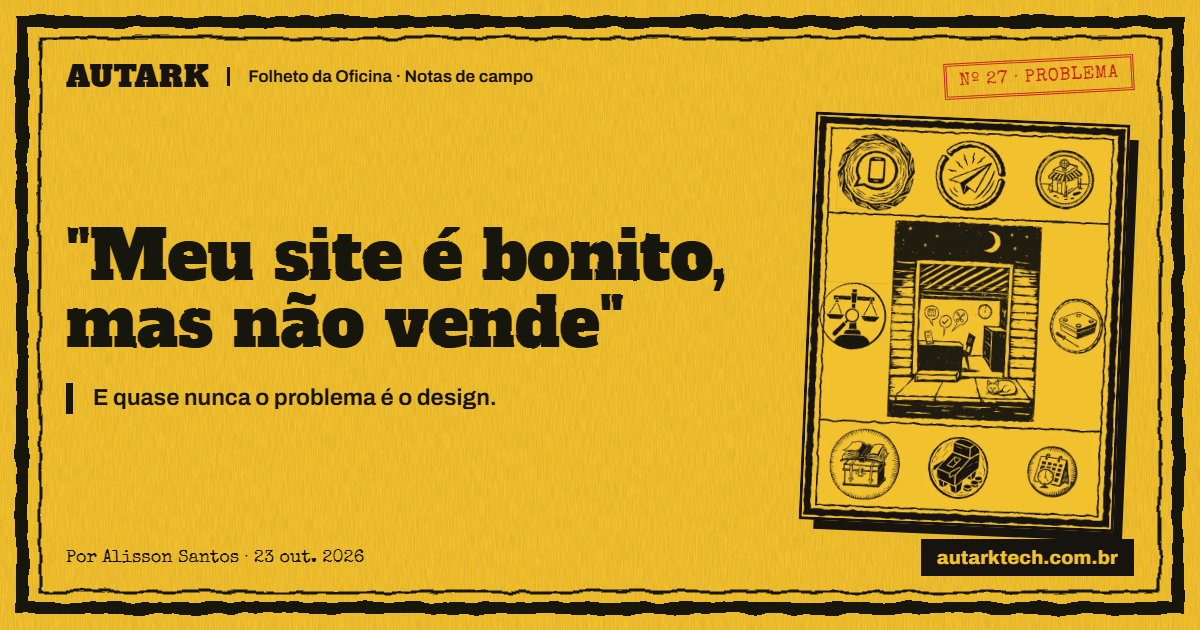 AUTARK
Folheto da Oficina · Notas de campo
Nº 27 · PROBLEMA
"Meu site é bonito,
mas não vende"
E quase nunca o problema é o design.
Por Alisson Santos · 23 out. 2026
autarktech.com.br